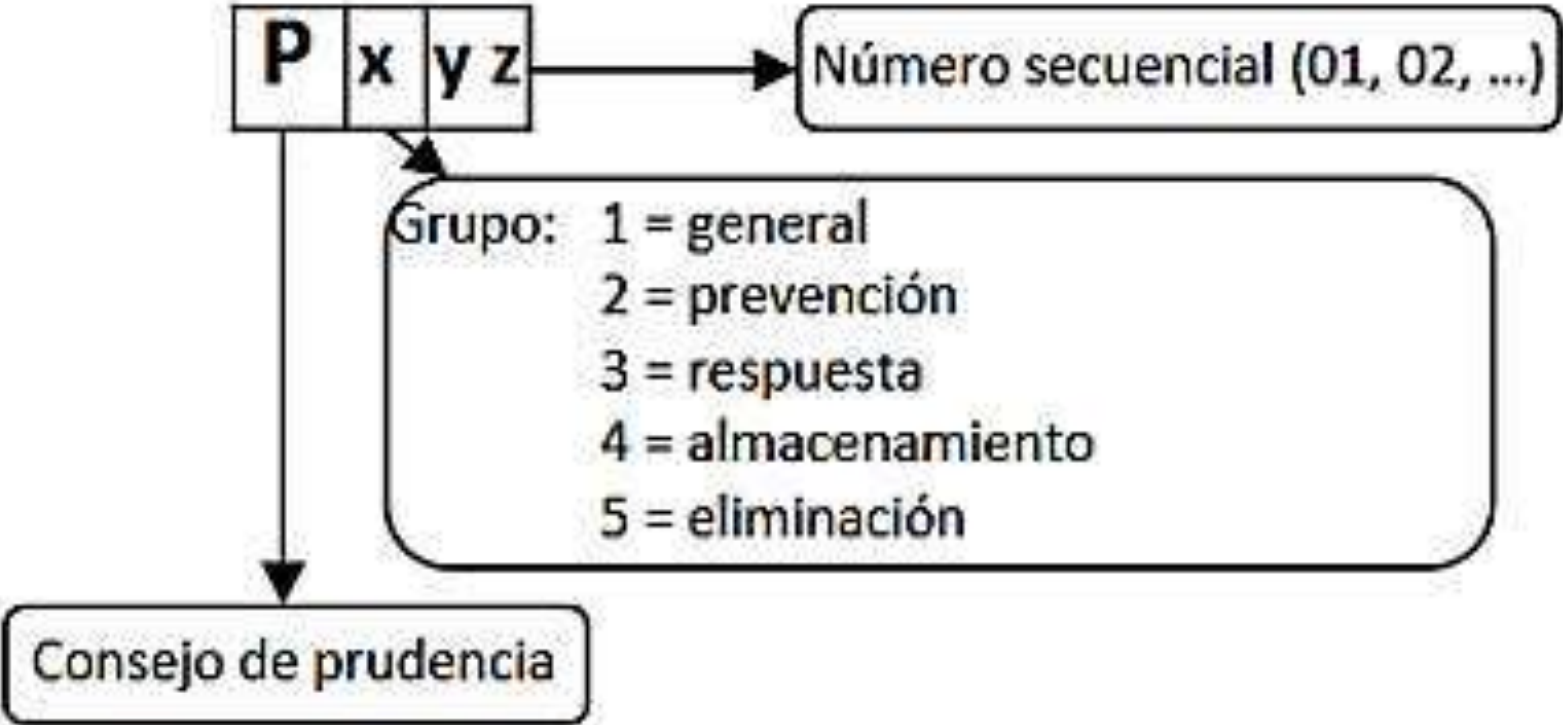 P x y z
Número secuencial (01, 02, ...)
Grupo: 1 = general
2 = prevención
3 = respuesta
4 = almacenamiento
5 = eliminación
Consejo de prudencia